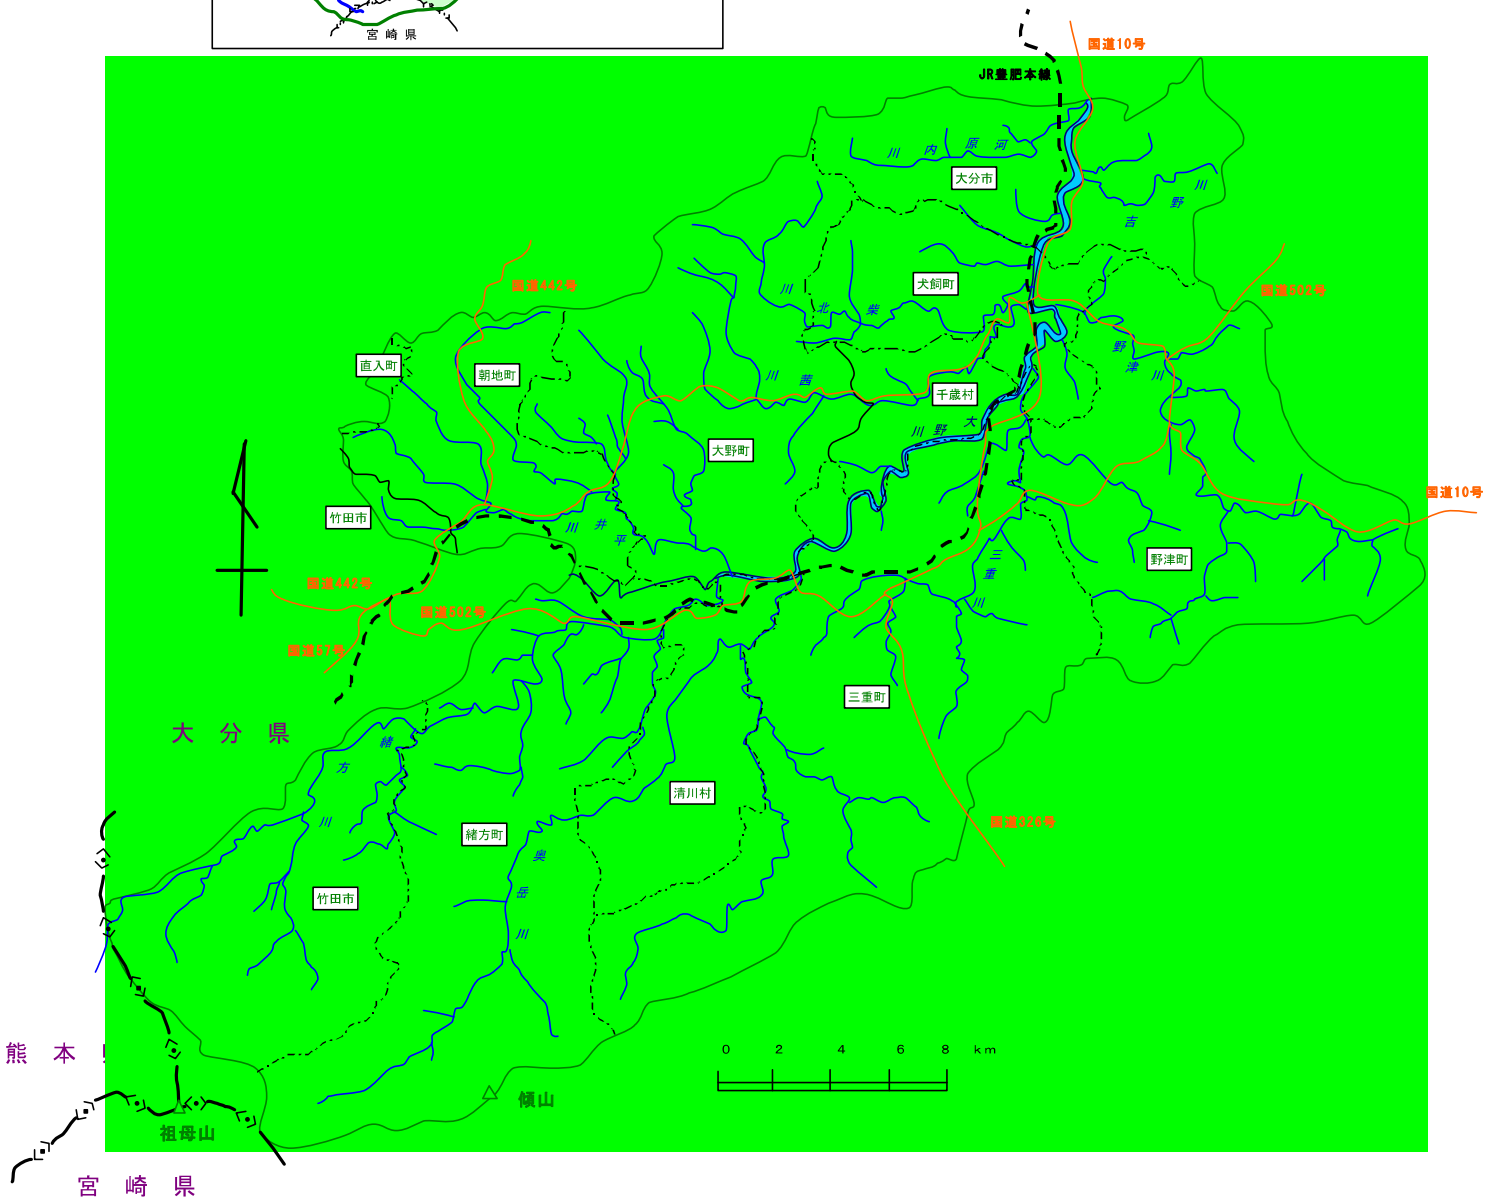 宮崎県
国道10号
JR豊肥本線
川内原河
大分市
川
野
吉
国道442号
犬飼町
国道502号
川北柴
野
津
川
直入町
朝地町
川茜
千歳村
大
野
川
大野町
国道10号
竹田市
川井平
野津町
三
重
川
国道442号
国道502号
国道57号
三重町
大分県
緒
方
川
清川村
国道326号
緒方町
奥
岳
川
竹田市
熊本
0 2 4 6 8 km
傾山
祖母山
宮崎県